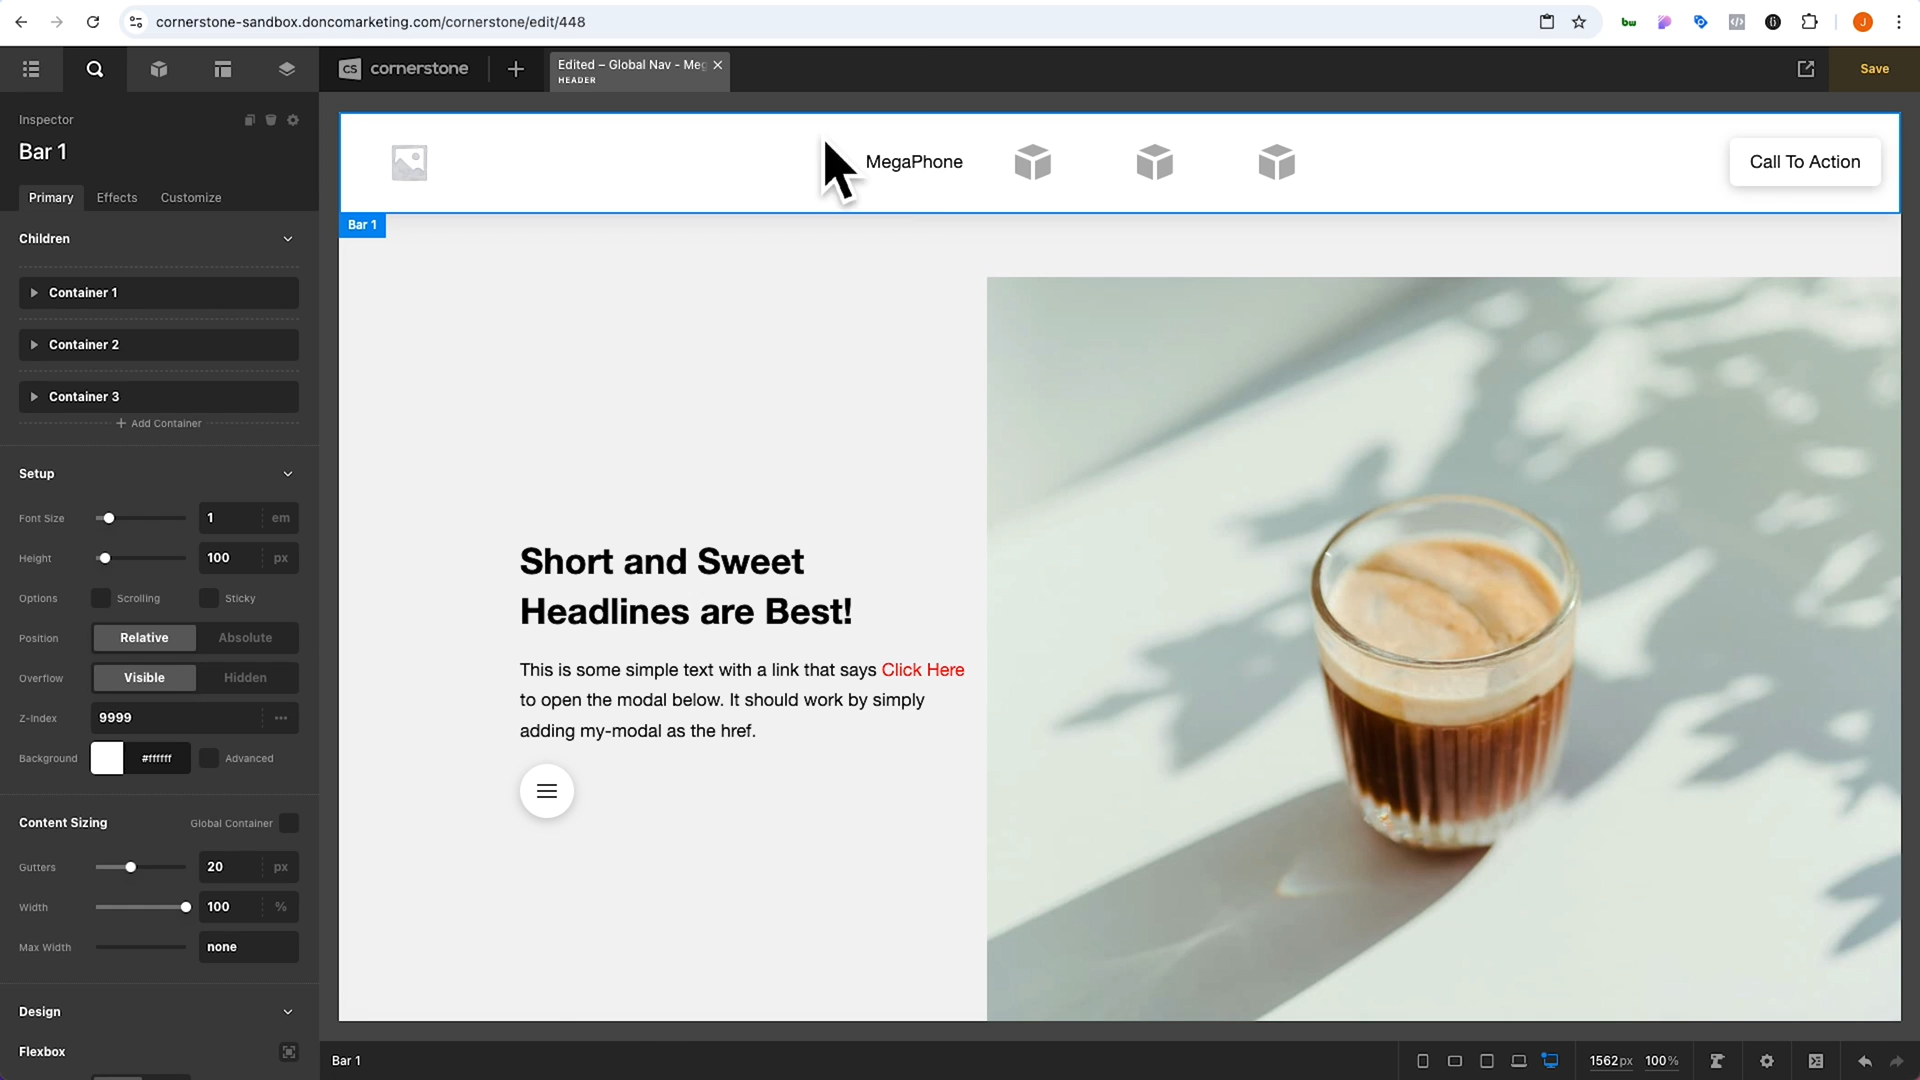 cornerstone-sandbox.doncomarketing.com/cornerstone/edit/448
bw
J
cornerstone
CS
Edited – Global Nav - Meg
HEADER
Save
Inspector
Bar 1
Primary
Effects
Customize
Children
Container 1
Container 2
Container 3
Add Container
Setup
Font Size
1
em
Height
100
px
Options
Scrolling
Sticky
Position
Relative
Absolute
Overflow
Visible
Hidden
Z-Index
9999
Background
#ffffff
Advanced
Content Sizing
Global Container
Gutters
20
px
Width
100
%
Max Width
none
Design
Flexbox
MegaPhone
Call To Action
Bar 1
Short and Sweet
Headlines are Best!
This is some simple text with a link that says Click Here
to open the modal below. It should work by simply
adding my-modal as the href.
Bar 1
1562px
100%